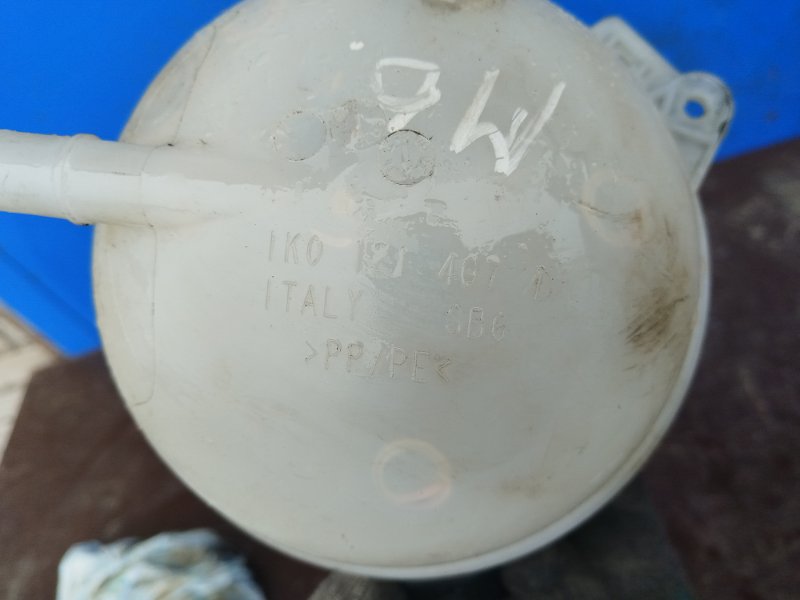 1K0 121 407 D
ITALY SBG
>PP/PE<